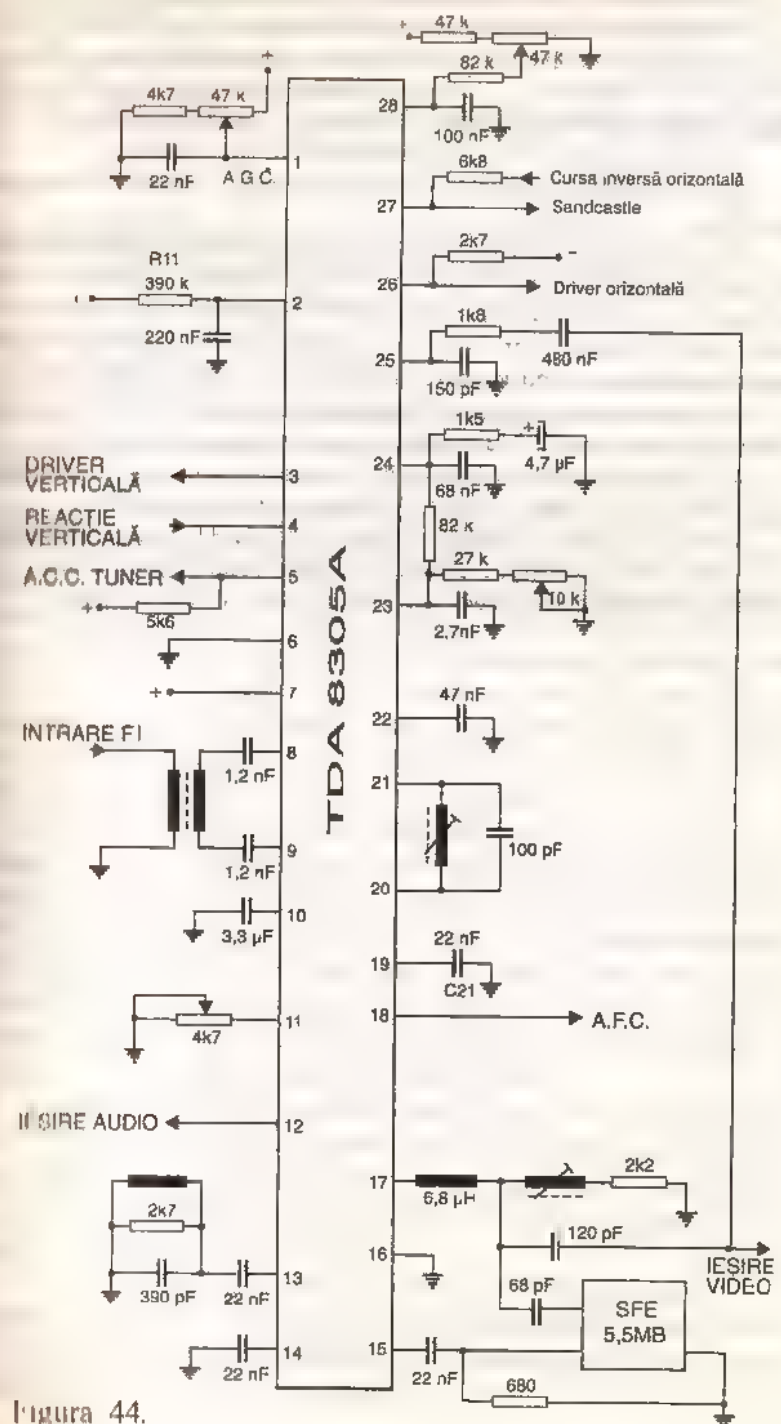 +
47 k
47 k
82 k
28
100 nF
+
4k7
47 k
22 nF
A G C.
1
6k8
Cursa inversă orizontală
27
Sandcastle
R11
390 k
2
220 nF
2k7
26
Driver orizontală
1k8
480 nF
25
150 pF
1k5
+
4,7 µF
24
68 nF
82 k
27 k
10 k
23
2,7nF
DRIVER
VERTICALĂ
3
REACTIE
VERTICALĂ
4
A.C.C. TUNER
5
+
5k6
6
+
7
INTRARE FI
8
1,2 nF
9
1,2 nF
10
3,3 µF
11
4k7
IESIRE AUDIO
12
2k7
390 pF
22 nF
13
22 nF
14
TDA 8305A
47 nF
22
21
100 pF
20
22 nF
19
C21
18
A.F.C.
17
6,8 µH
2k2
120 pF
16
IEȘIRE
VIDEO
68 pF
SFE
5,5MB
15
22 nF
680
Figura 44.